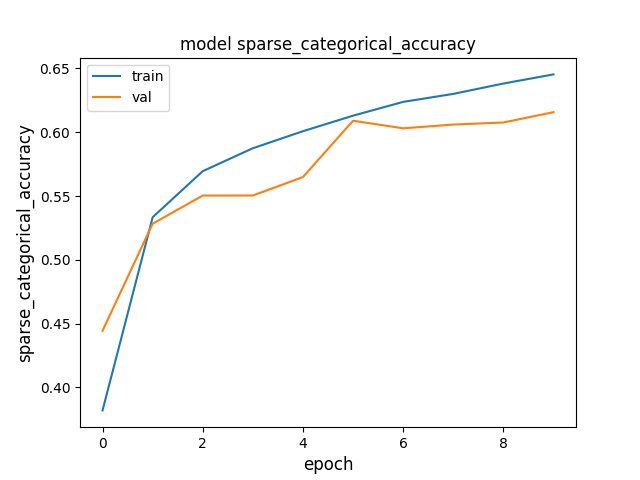 model sparse_categorical_accuracy
train
val
sparse_categorical_accuracy
0.65
0.60
0.55
0.50
0.45
0.40
0 2 4 6 8
epoch